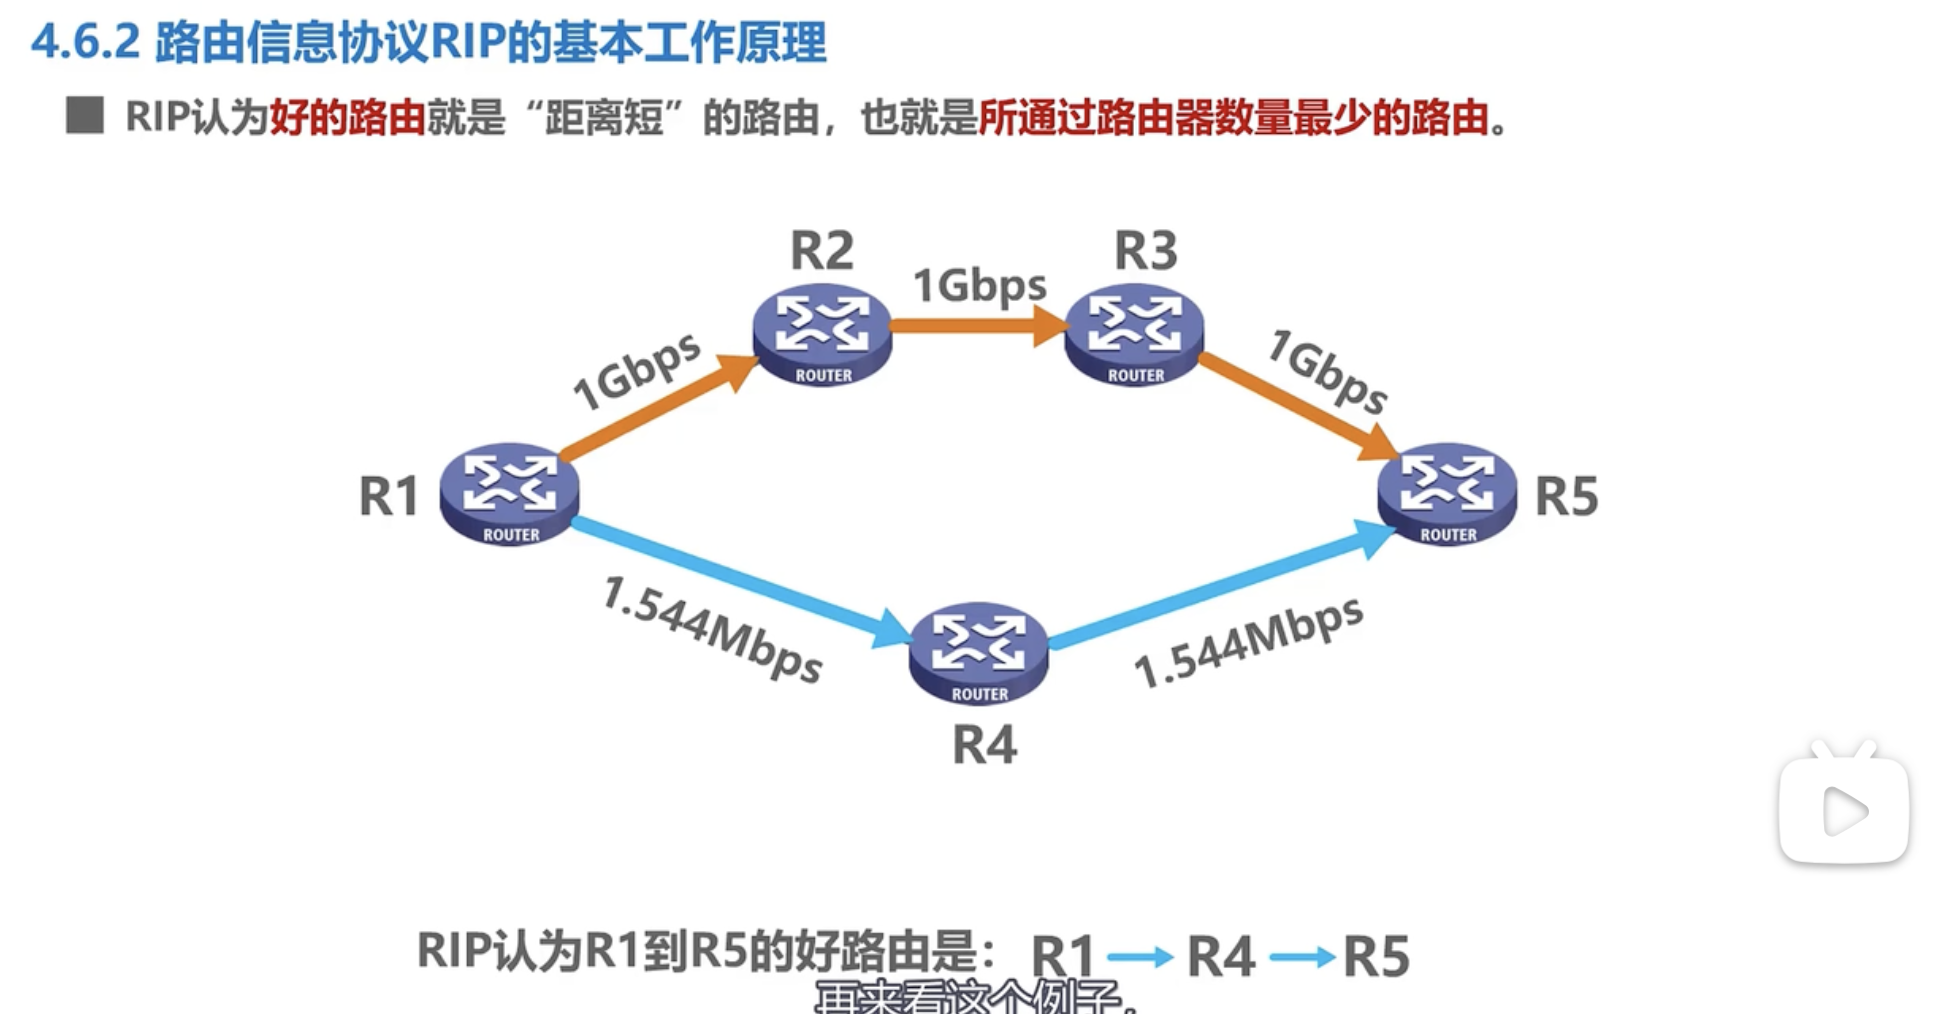 4.6.2 路由信息协议RIP的基本工作原理
RIP认为好的路由就是“距离短”的路由，也就是所通过路由器数量最少的路由。
R2
R3
1Gbps
1Gbps
1Gbps
ROUTER
ROUTER
R1
R5
ROUTER
ROUTER
1.544Mbps
1.544Mbps
ROUTER
R4
RIP认为R1到R5的好路由是： R1 → R4 → R5
再来看这个例子，